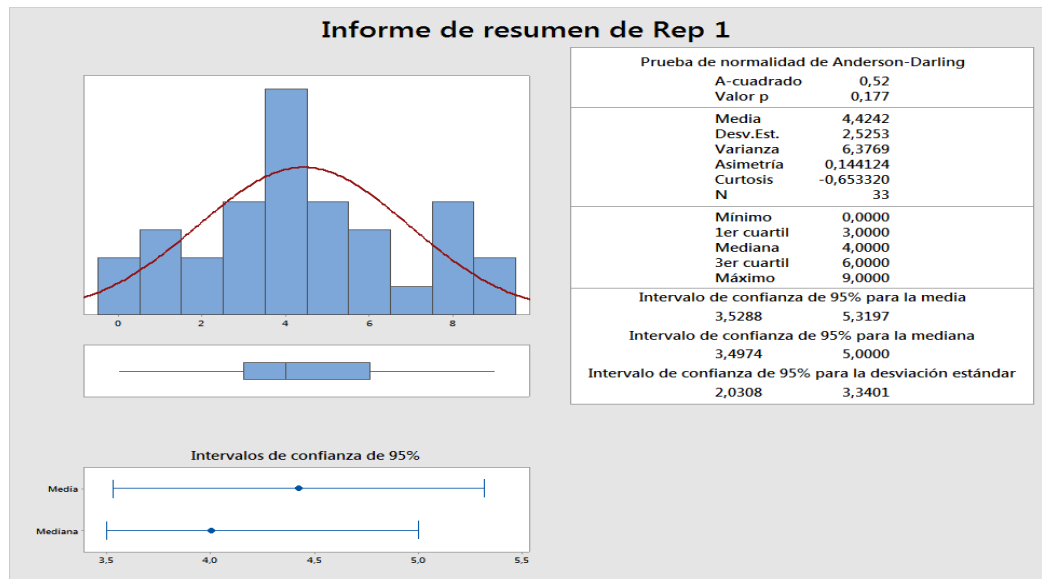 Informe de resumen de Rep 1
0 2 4 6 8
Intervalos de confianza de 95%
Media
Mediana
3,5 4,0 4,5 5,0 5,5
Prueba de normalidad de Anderson-Darling
A-cuadrado 0,52
Valor p 0,177
Media 4,4242
Desv.Est. 2,5253
Varianza 6,3769
Asimetría 0,144124
Curtosis -0,653320
N 33
Mínimo 0,0000
1er cuartil 3,0000
Mediana 4,0000
3er cuartil 6,0000
Máximo 9,0000
Intervalo de confianza de 95% para la media
3,5288 5,3197
Intervalo de confianza de 95% para la mediana
3,4974 5,0000
Intervalo de confianza de 95% para la desviación estándar
2,0308 3,3401